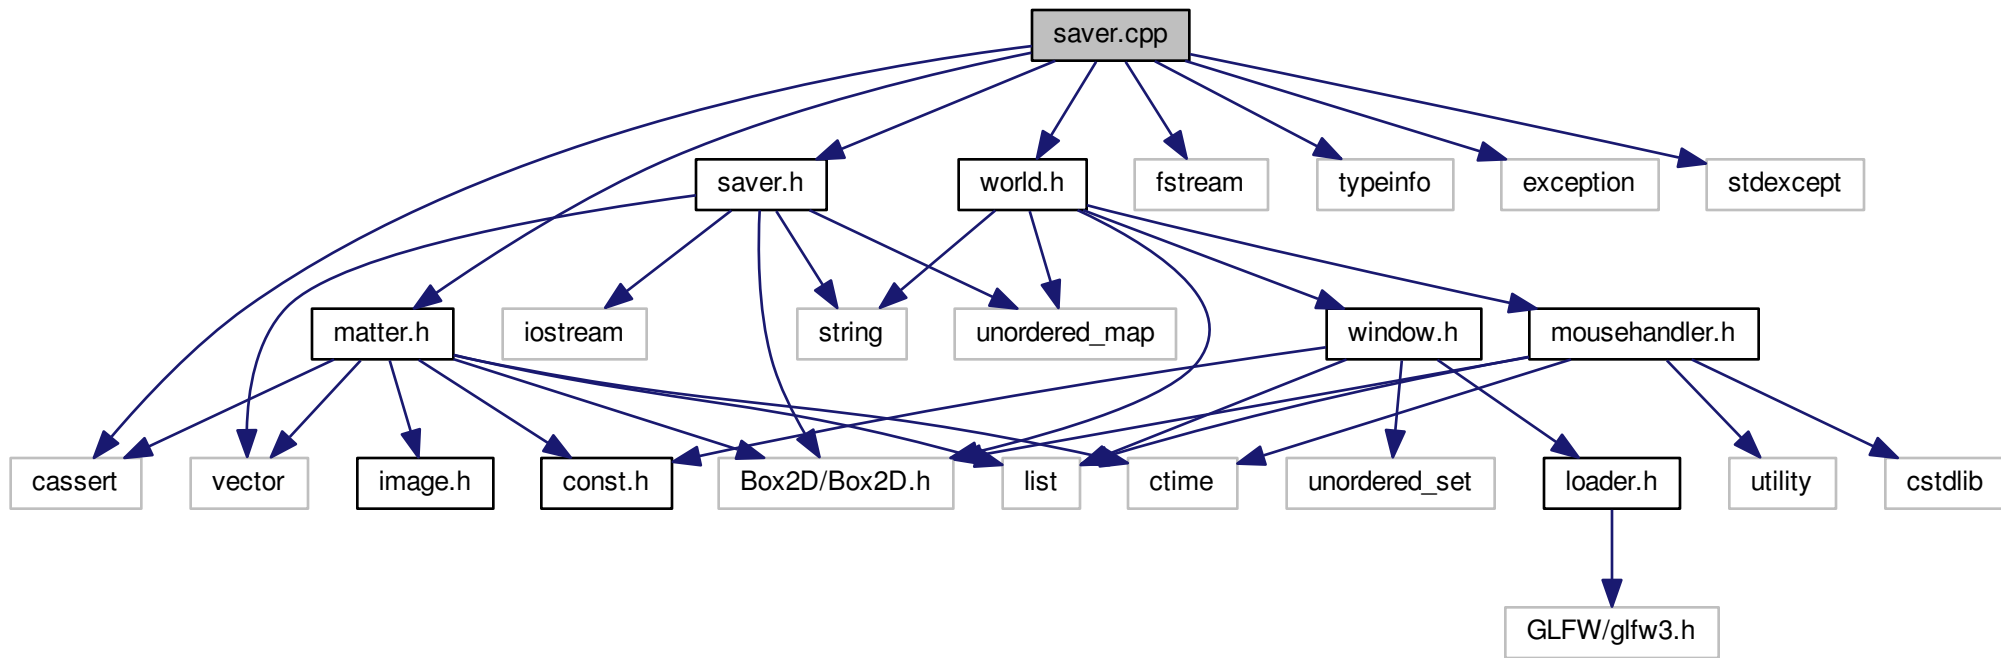 saver.cpp
saver.h
world.h
fstream
typeinfo
exception
stdexcept
matter.h
iostream
string
unordered_map
window.h
mousehandler.h
cassert
vector
image.h
const.h
Box2D/Box2D.h
list
ctime
unordered_set
loader.h
utility
cstdlib
GLFW/glfw3.h